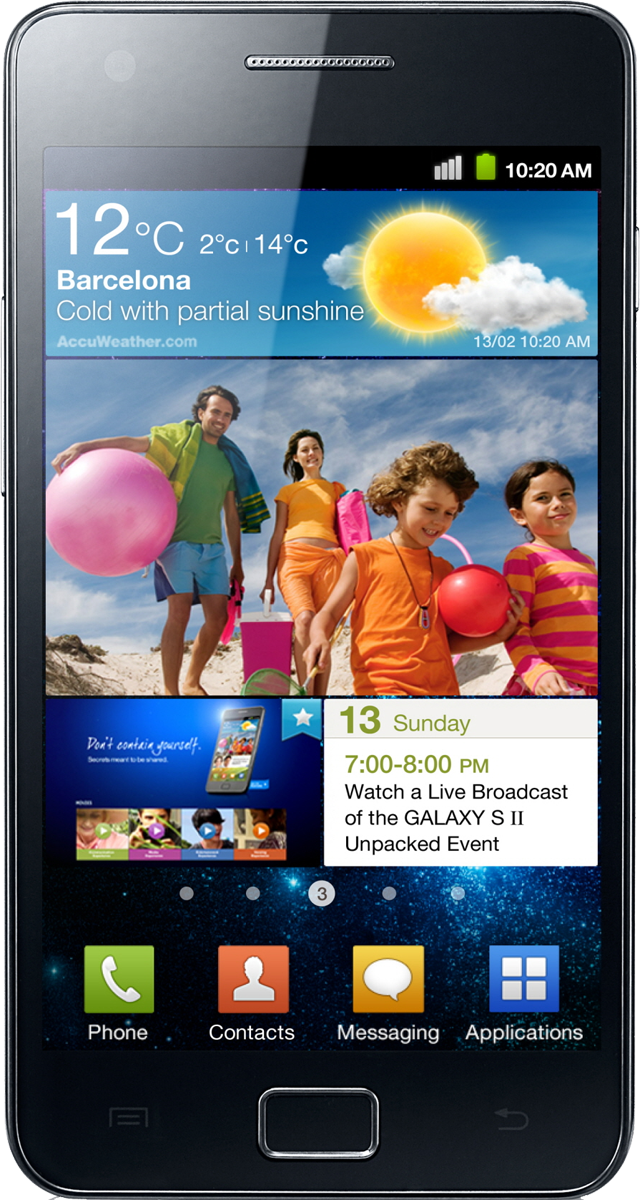 10:20 AM
12°C 2°c | 14°c
Barcelona
Cold with partial sunshine
AccuWeather.com
13/02 10:20 AM
Don't contain yourself.
Secrets meant to be shared.
13 Sunday
7:00-8:00 PM
Watch a Live Broadcast
of the GALAXY S II
Unpacked Event
3
Phone
Contacts
Messaging
Applications